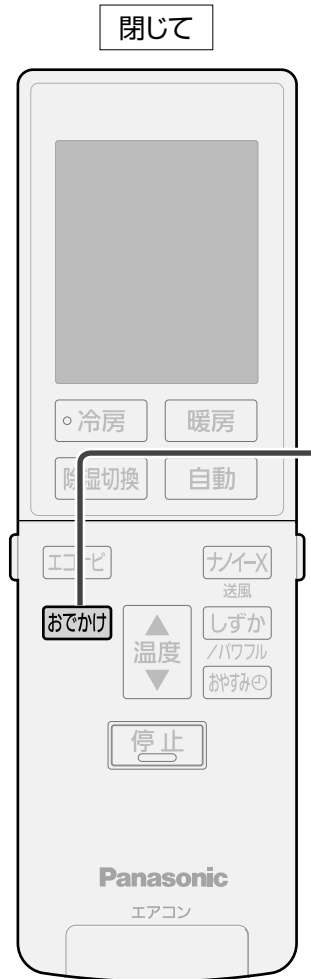 閉じて
冷房 暖房
除湿切換 自動
エコナビ ナノイーX
送風
おでかけ しずか
/パワフル
▲
温度
▼
おやすみ
停止
Panasonic
エアコン